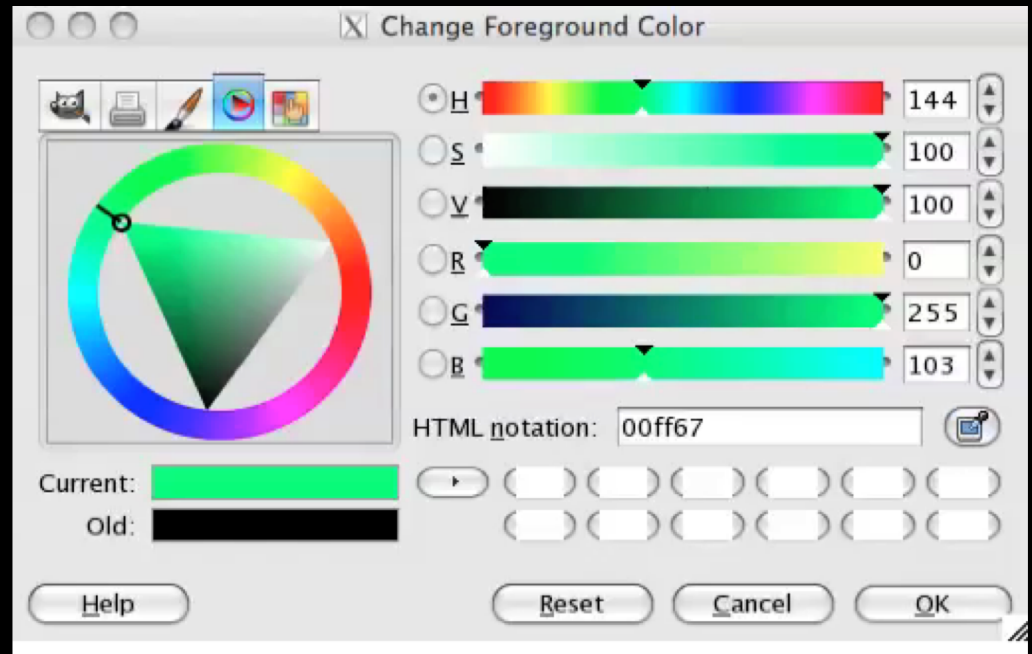 Change Foreground Color
H 144
S 100
V 100
R 0
G 255
B 103
HTML notation: 00ff67
Current:
Old:
Help Reset Cancel OK